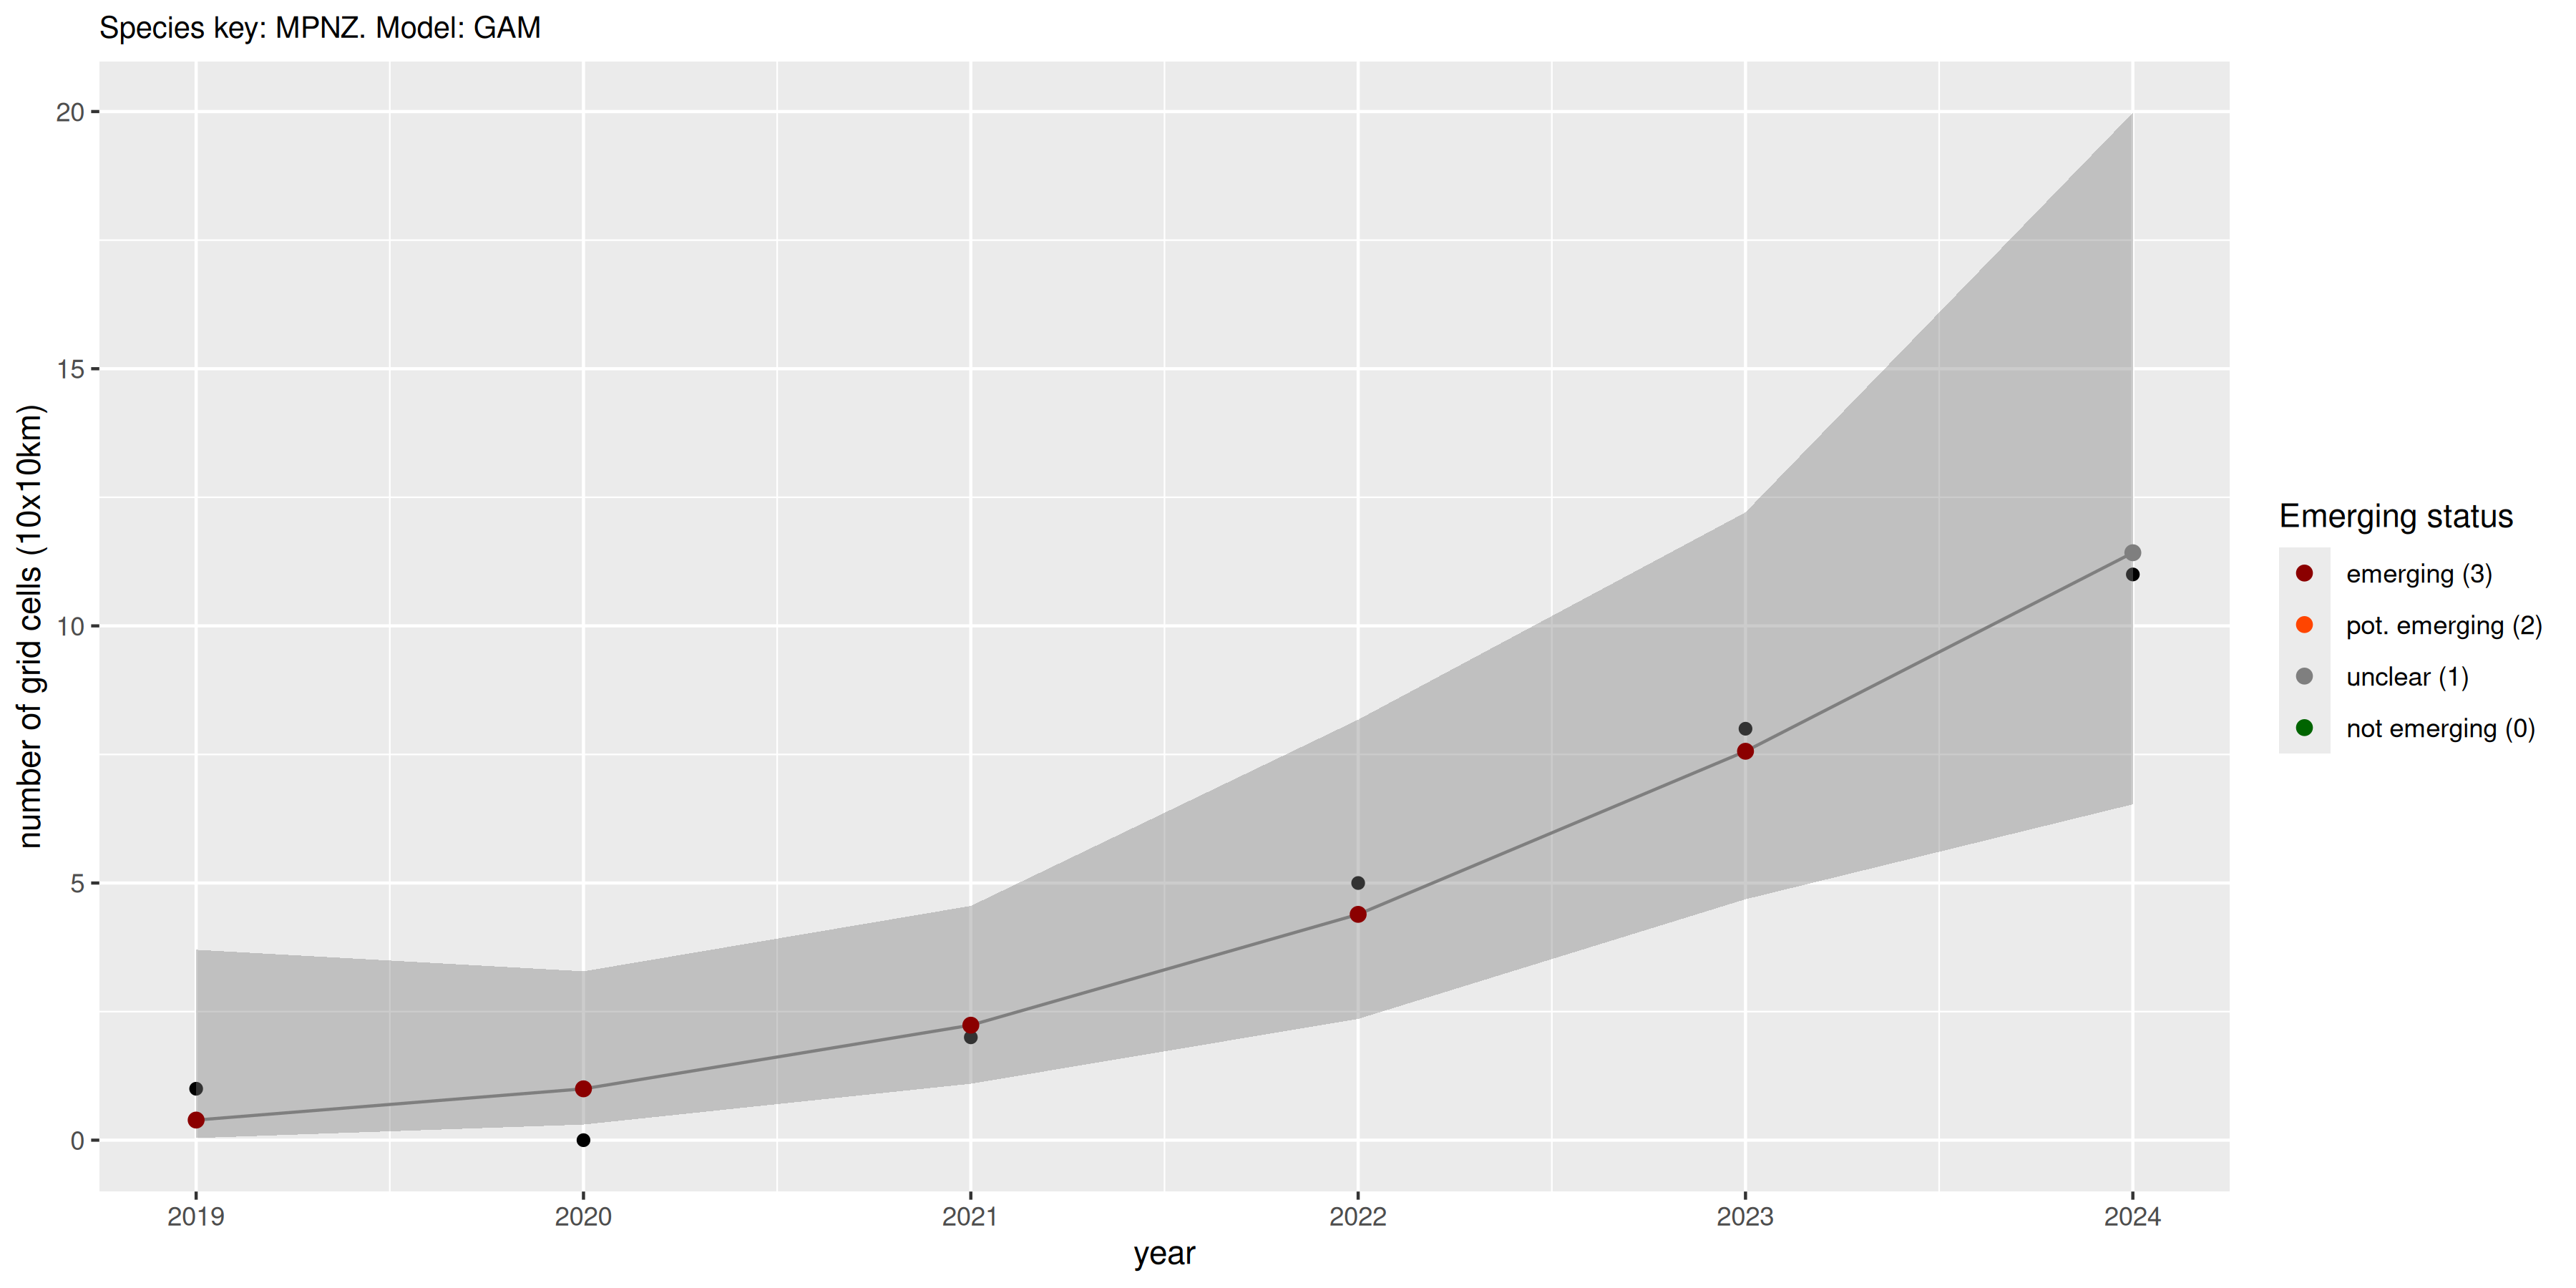 Species key: MPNZ. Model: GAM
number of grid cells (10x10km)
20
15
10
5
0
2019 2020 2021 2022 2023 2024
year
Emerging status
emerging (3)
pot. emerging (2)
unclear (1)
not emerging (0)